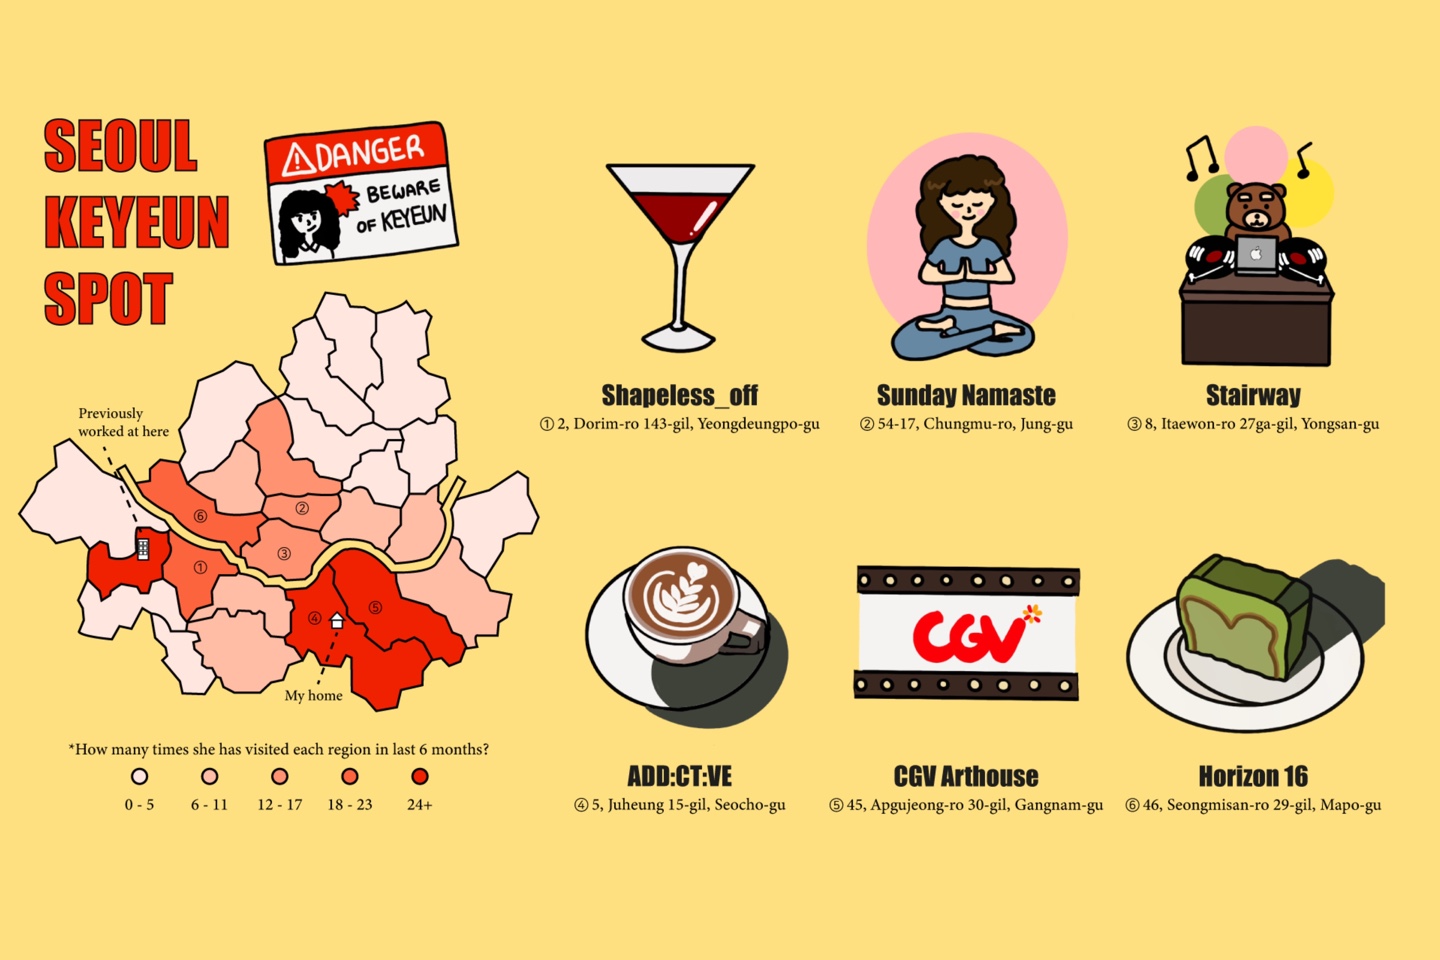 SEOUL
KEYEUN
SPOT
⚠DANGER
BEWARE
OF KEYEUN
Previously
worked at here
⑥
②
③
①
④
⑤
My home
*How many times she has visited each region in last 6 months?
0 - 5
6 - 11
12 - 17
18 - 23
24+
Shapeless_off
① 2, Dorim-ro 143-gil, Yeongdeungpo-gu
Sunday Namaste
② 54-17, Chungmu-ro, Jung-gu
Stairway
③ 8, Itaewon-ro 27ga-gil, Yongsan-gu
ADD:CT:VE
④ 5, Juheung 15-gil, Seocho-gu
CGV
CGV Arthouse
⑤ 45, Apgujeong-ro 30-gil, Gangnam-gu
Horizon 16
⑥ 46, Seongmisan-ro 29-gil, Mapo-gu